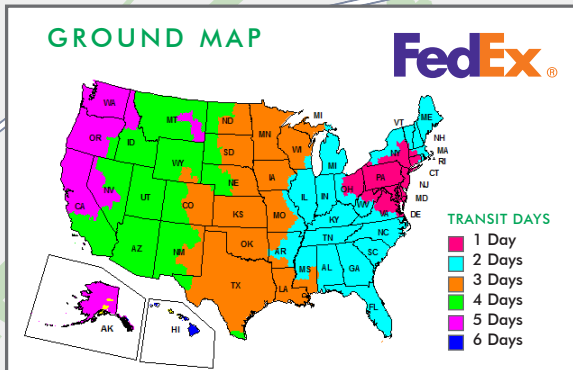 GROUND MAP
FedEx®
WA
OR
CA
NV
ID
MT
WY
UT
AZ
NM
CO
ND
SD
NE
KS
OK
TX
MN
IA
MO
AR
LA
WI
MI
MI
IL
IN
OH
KY
TN
MS
AL
GA
FL
SC
NC
VA
WV
PA
NY
VT
ME
NH
MA
RI
CT
NJ
MD
DE
AK
HI
TRANSIT DAYS
1 Day
2 Days
3 Days
4 Days
5 Days
6 Days